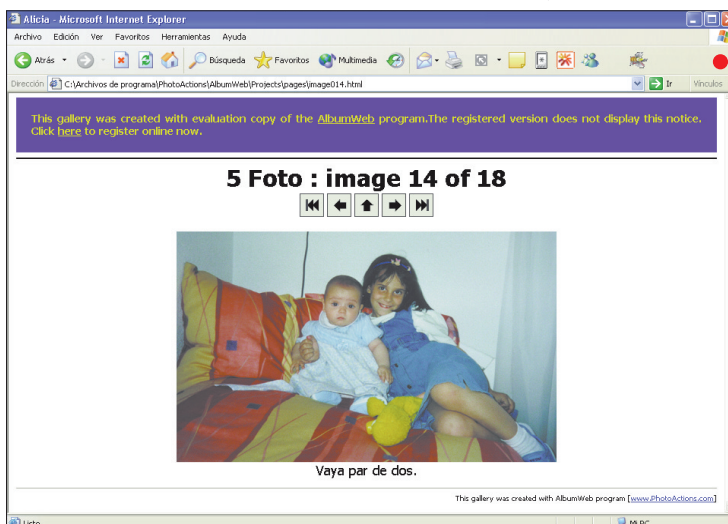 Alicia - Microsoft Internet Explorer
Archivo Edición Ver Favoritos Herramientas Ayuda
Atrás Búsqueda Favoritos Multimedia
Dirección C:\Archivos de programa\PhotoActions\AlbumWeb\Projects\pages\image014.html Ir Vínculos
This gallery was created with evaluation copy of the AlbumWeb program.The registered version does not display this notice.
Click here to register online now.
5 Foto : image 14 of 18
Vaya par de dos.
This gallery was created with AlbumWeb program [www.PhotoActions.com]
Listo Mi PC